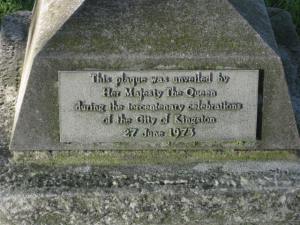 This plaque was unveiled by
Her Majesty The Queen
during the tercentenary celebrations
of the City of Kingston
27 June 1973